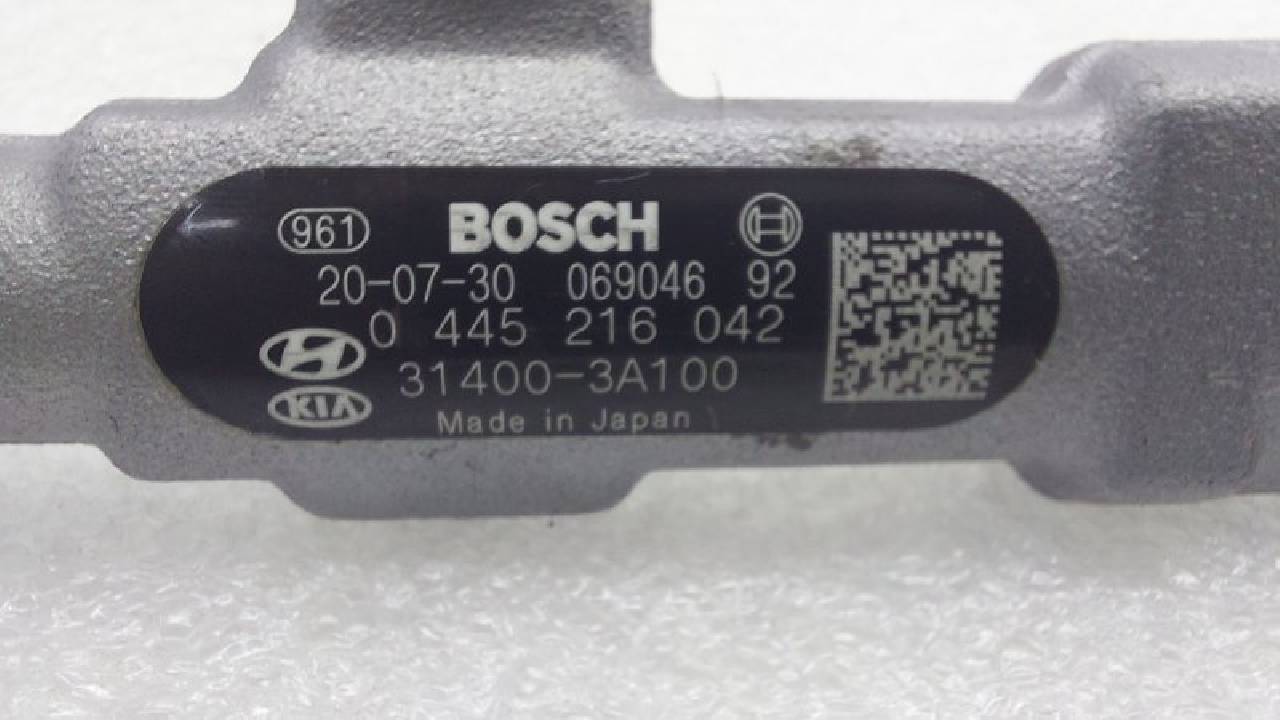 961 BOSCH
20-07-30 069046 92
0 445 216 042
31400-3A100
KIA
Made in Japan